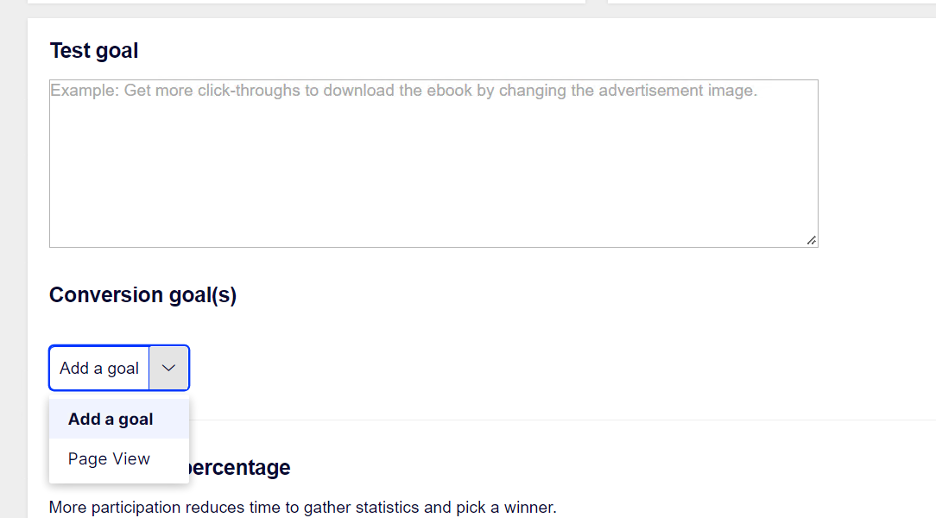 Test goal
Example: Get more click-throughs to download the ebook by changing the advertisement image.
Conversion goal(s)
Add a goal
Add a goal
Page View
percentage
More participation reduces time to gather statistics and pick a winner.